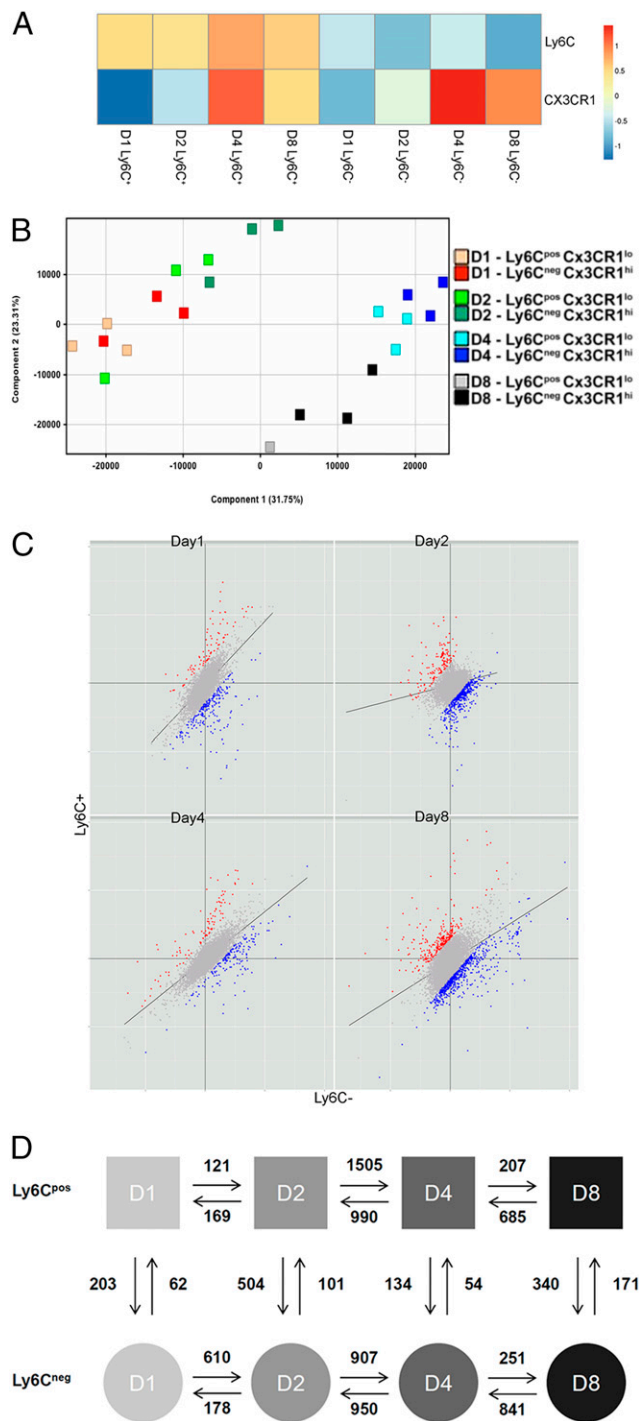 A
Ly6C
CX3CR1
1
0.5
0
-0.5
-1
D1 Ly6C⁺
D2 Ly6C⁺
D4 Ly6C⁺
D8 Ly6C⁺
D1 Ly6C⁻
D2 Ly6C⁻
D4 Ly6C⁻
D8 Ly6C⁻
B
Component 2 (23.31%)
10000
0
-10000
-20000
-20000 -10000 0 10000 20000
Component 1 (31.75%)
D1 - Ly6Cᵖᵒˢ Cx3CR1ˡᵒ
D1 - Ly6Cⁿᵉᵍ Cx3CR1ʰⁱ
D2 - Ly6Cᵖᵒˢ Cx3CR1ˡᵒ
D2 - Ly6Cⁿᵉᵍ Cx3CR1ʰⁱ
D4 - Ly6Cᵖᵒˢ Cx3CR1ˡᵒ
D4 - Ly6Cⁿᵉᵍ Cx3CR1ʰⁱ
D8 - Ly6Cᵖᵒˢ Cx3CR1ˡᵒ
D8 - Ly6Cⁿᵉᵍ Cx3CR1ʰⁱ
C
Day1 Day2
Day4 Day8
Ly6C+
Ly6C-
D
121 1505 207
Ly6Cᵖᵒˢ D1 D2 D4 D8
169 990 685
203 62 504 101 134 54 340 171
610 907 251
Ly6Cⁿᵉᵍ D1 D2 D4 D8
178 950 841